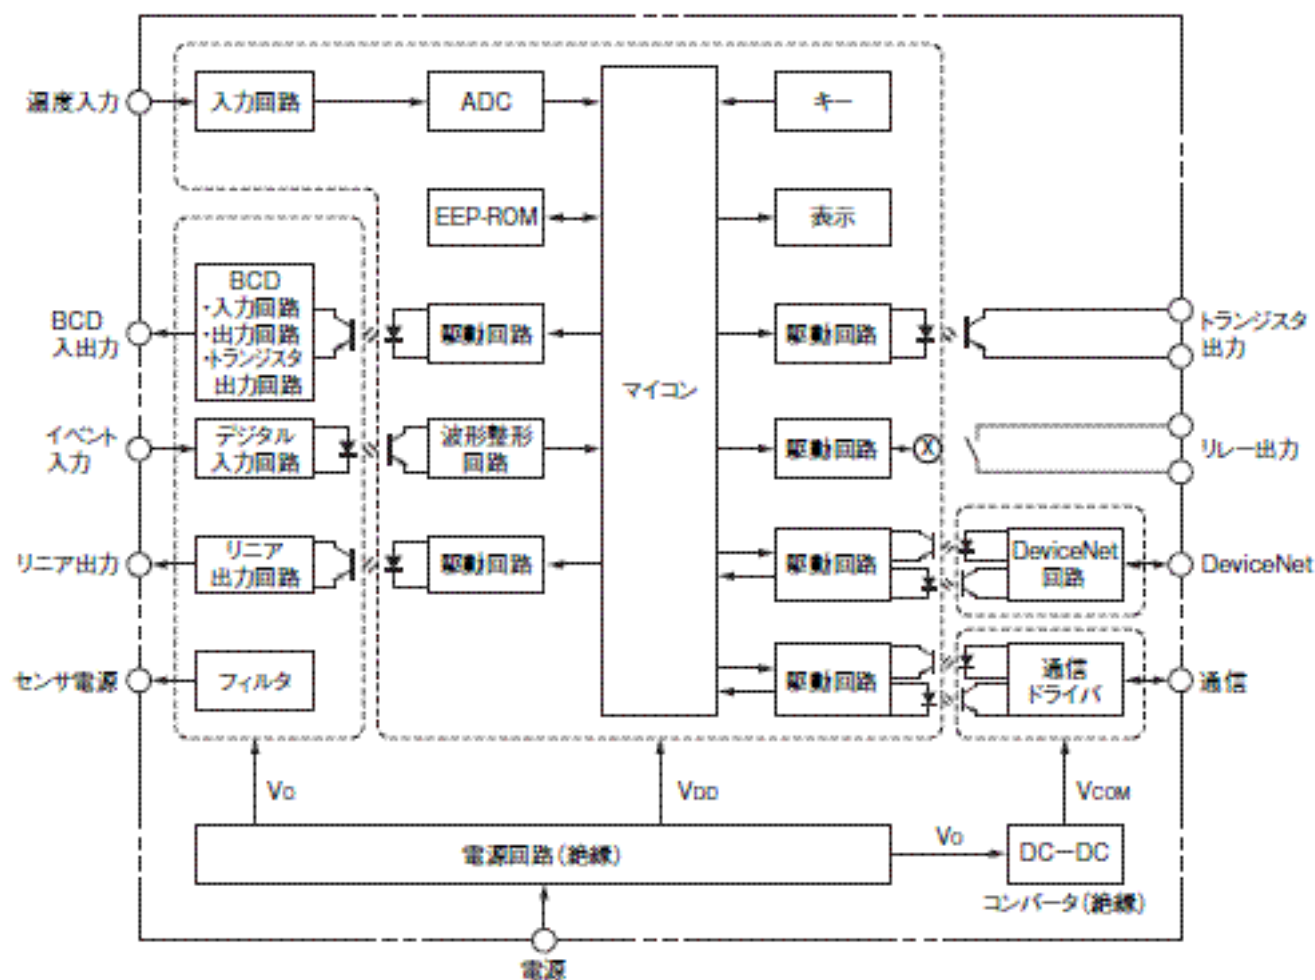 温度入力
入力回路
ADC
キー
EEP-ROM
表示
マイコン
BCD
入出力
BCD
・入力回路
・出力回路
・トランジスタ
出力回路
駆動回路
駆動回路
トランジスタ
出力
イベント
入力
デジタル
入力回路
波形整形
回路
駆動回路
X
リレー出力
リニア出力
リニア
出力回路
駆動回路
駆動回路
DeviceNet
回路
DeviceNet
センサ電源
フィルタ
駆動回路
通信
ドライバ
通信
VO
VDD
VCOM
電源回路(絶縁)
VO
DC－DC
コンバータ(絶縁)
電源